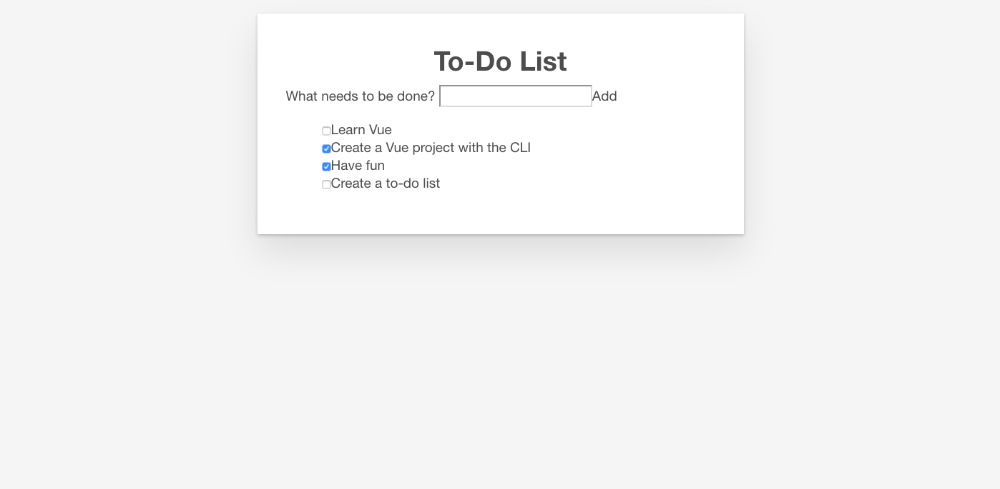 To-Do List
What needs to be done? Add
Learn Vue
Create a Vue project with the CLI
Have fun
Create a to-do list